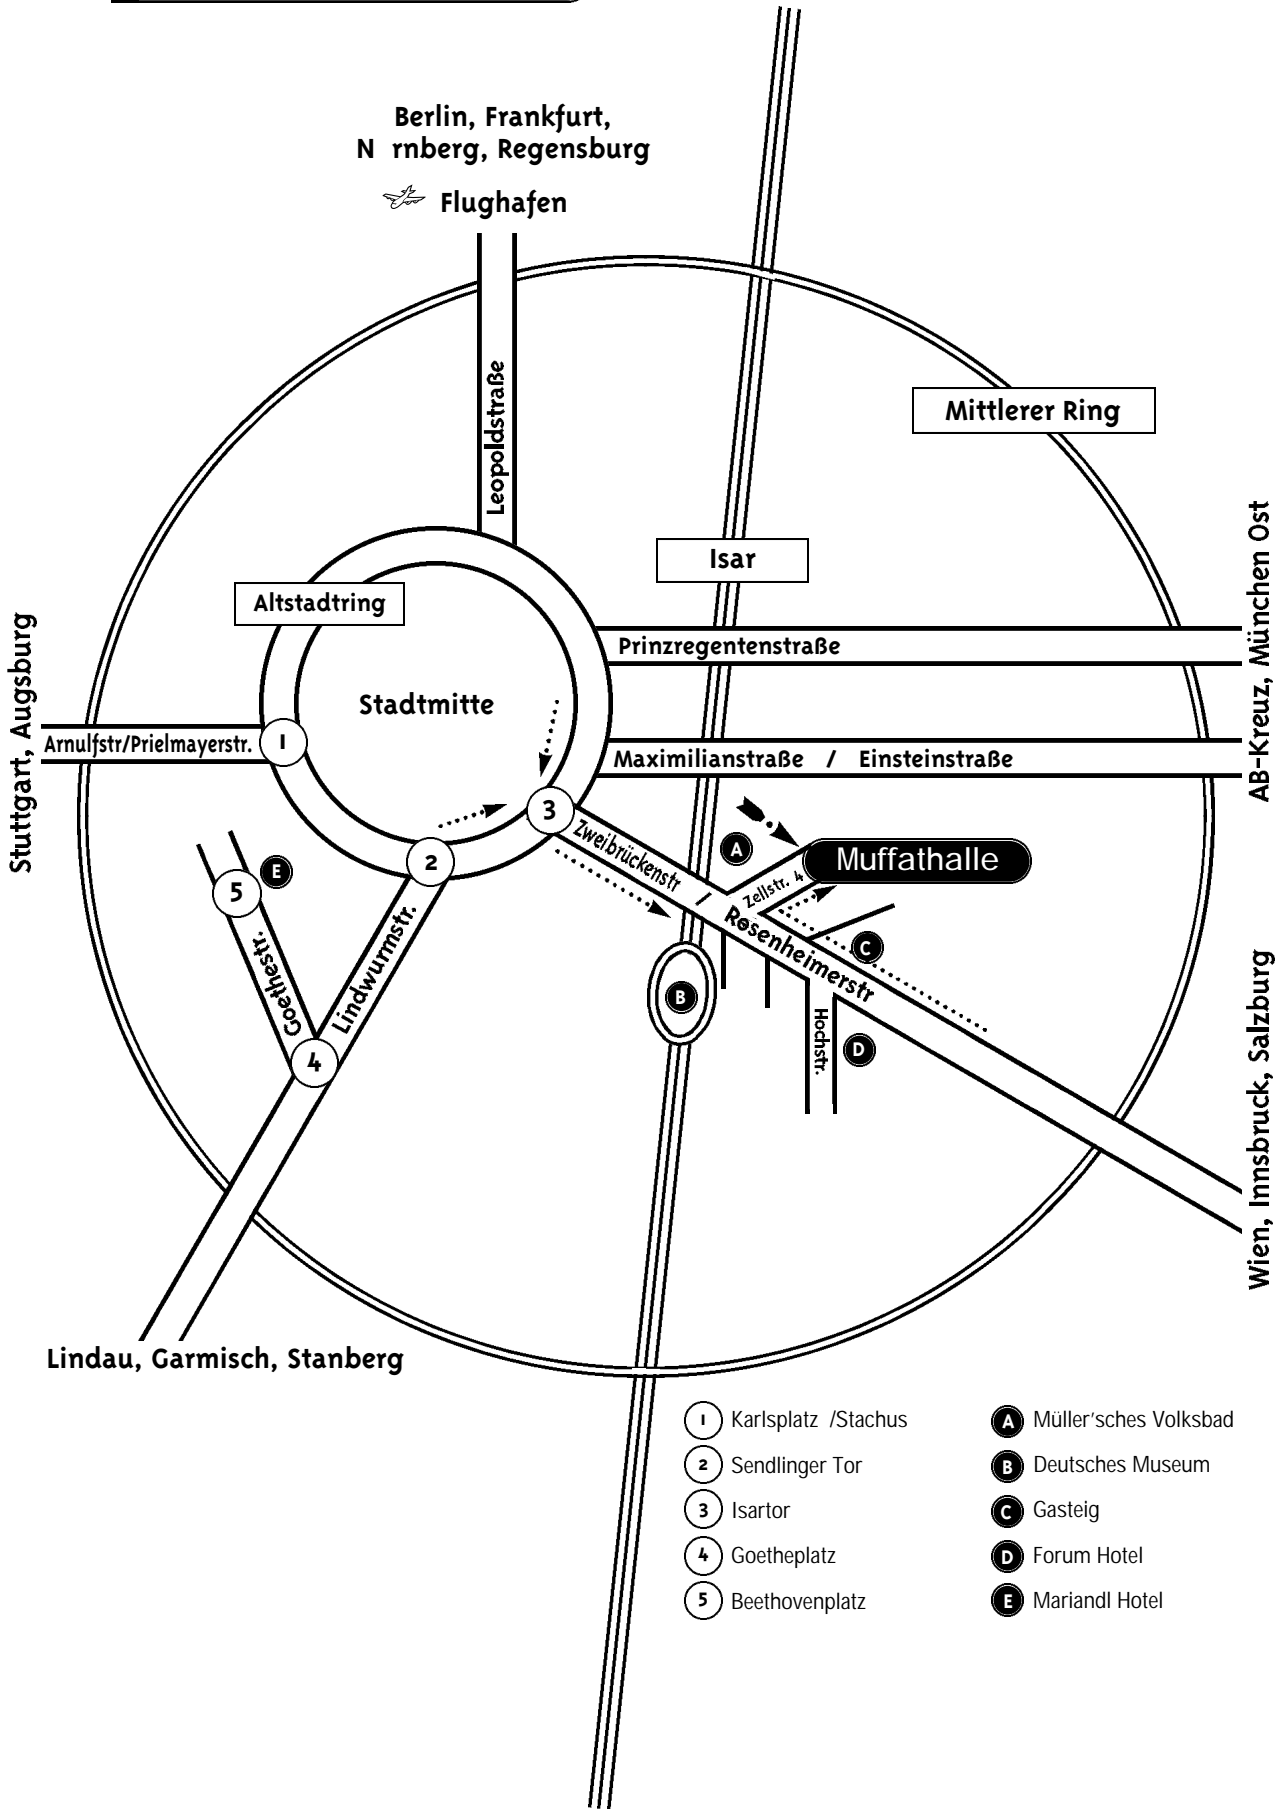 Berlin, Frankfurt,
N rnberg, Regensburg
Flughafen
Leopoldstraße
Mittlerer Ring
Isar
Altstadtring
Prinzregentenstraße
Stadtmitte
Stuttgart, Augsburg
Arnulfstr/Prielmayerstr.
1
Maximilianstraße / Einsteinstraße
AB-Kreuz, München Ost
3
Zweibrückenstr / Rosenheimerstr
A
Zellstr. 4
Muffathalle
2
E
5
Goethestr.
Lindwurmstr.
4
B
C
Hochstr.
D
Wien, Innsbruck, Salzburg
Lindau, Garmisch, Stanberg
1 Karlsplatz /Stachus
2 Sendlinger Tor
3 Isartor
4 Goetheplatz
5 Beethovenplatz
A Müller'sches Volksbad
B Deutsches Museum
C Gasteig
D Forum Hotel
E Mariandl Hotel